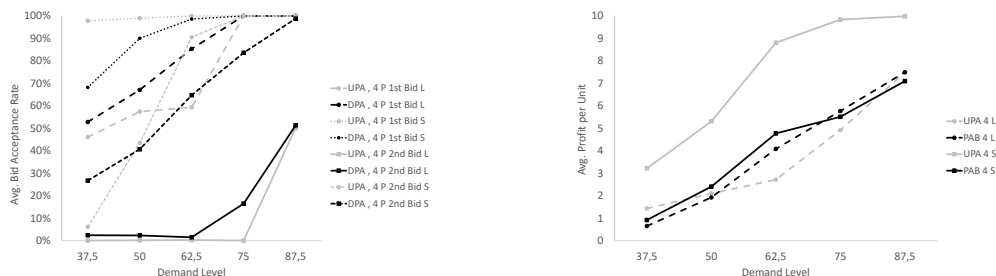 Avg. Bid Acceptance Rate
100%
90%
80%
70%
60%
50%
40%
30%
20%
10%
0%
37,5 50 62,5 75 87,5
Demand Level
UPA , 4 P 1st Bid L
DPA , 4 P 1st Bid L
UPA , 4 P 1st Bid S
DPA , 4 P 1st Bid S
UPA , 4 P 2nd Bid L
DPA , 4 P 2nd Bid L
UPA , 4 P 2nd Bid S
DPA , 4 P 2nd Bid S
Avg. Profit per Unit
10
9
8
7
6
5
4
3
2
1
0
37,5 50 62,5 75 87,5
Demand Level
UPA 4 L
PAB 4 L
UPA 4 S
PAB 4 S